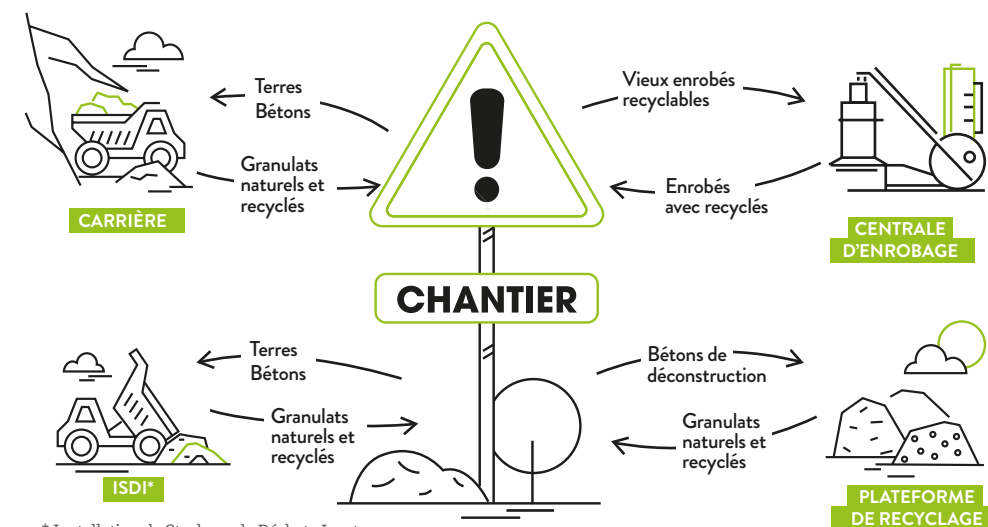 Terres
Bétons
Granulats
naturels et
recyclés
CARRIÈRE
Vieux enrobés
recyclables
Enrobés
avec recyclés
CENTRALE
D'ENROBAGE
CHANTIER
Terres
Bétons
Granulats
naturels et
recyclés
ISDI*
Bétons de
déconstruction
Granulats
naturels et
recyclés
PLATEFORME
DE RECYCLAGE